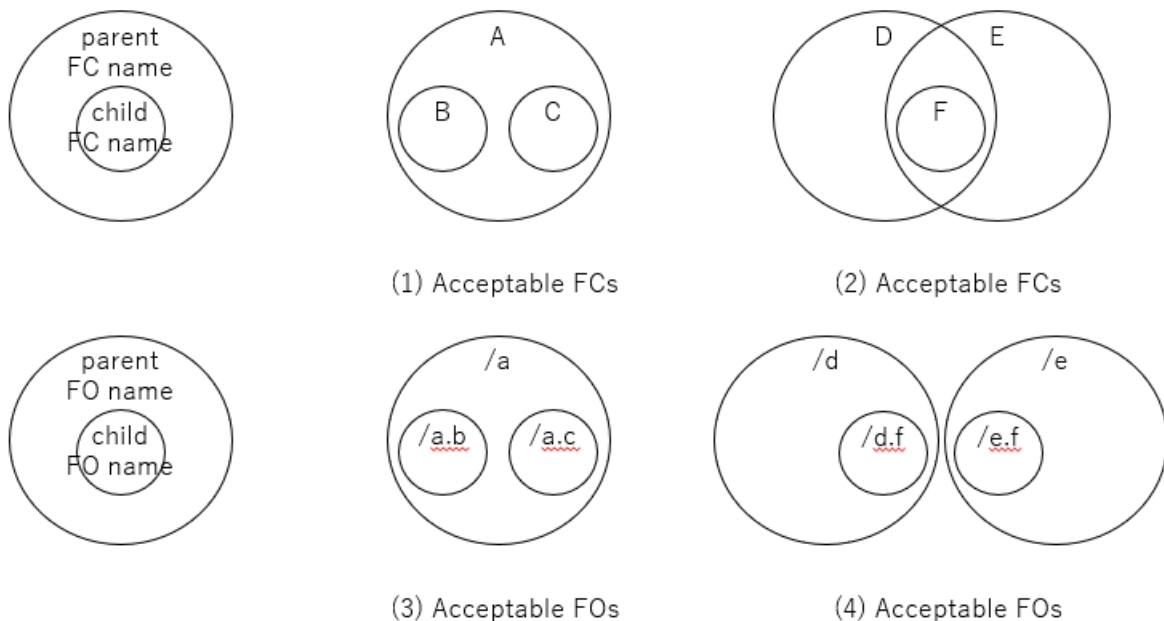 parent
FC name
child
FC name
A
B
C
D
E
F
(1) Acceptable FCs
(2) Acceptable FCs
parent
FO name
child
FO name
/a
/a.b
/a.c
/d
/e
/d.f
/e.f
(3) Acceptable FOs
(4) Acceptable FOs